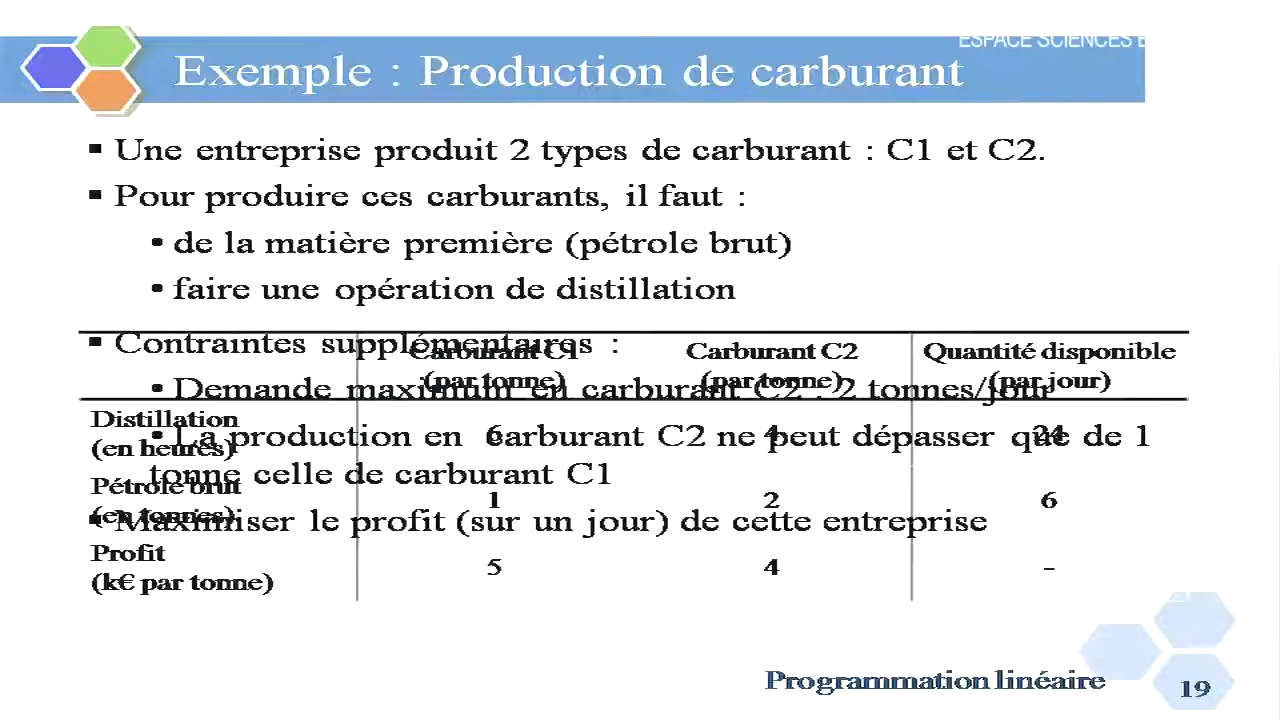 ESPACE SCIENCES E
Exemple : Production de carburant
▪ Une entreprise produit 2 types de carburant : C1 et C2.
▪ Pour produire ces carburants, il faut :
• de la matière première (pétrole brut)
• faire une opération de distillation
▪ Contraintes supplémentaires :
• Demande maximum en carburant C2 : 2 tonnes/jour
• La production en carburant C2 ne peut dépasser que de 1
tonne celle de carburant C1
▪ Maximiser le profit (sur un jour) de cette entreprise
Carburant C1 Carburant C2 Quantité disponible
(par tonne) (par tonne) (par jour)
Distillation
(en heures) 6 4 24
Pétrole brut
(en tonnes) 1 2 6
Profit
(k€ par tonne) 5 4 -
Programmation linéaire
19